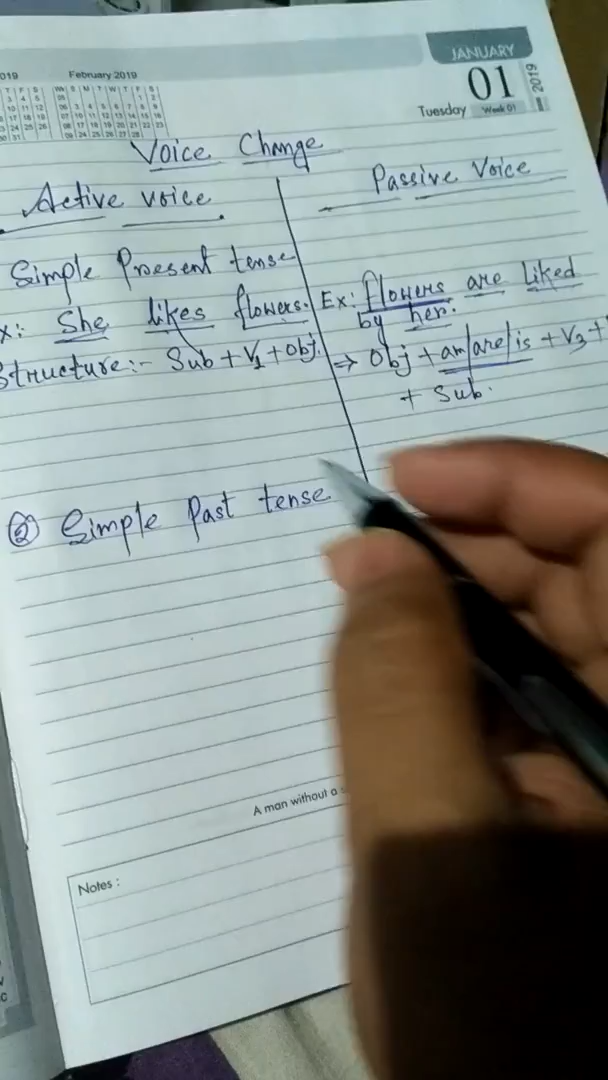 019 February 2019
JANUARY
01
2019
Tuesday Week 01
Voice Change
Active voice
Passive Voice
Simple Present tense
x: She likes flowers.
Structure:- Sub + V1 + Obj.
Ex: Flowers are liked
by her.
⇒ Obj + am/are/is + V3 +
+ Sub.
② Simple Past tense
A man without a
Notes :